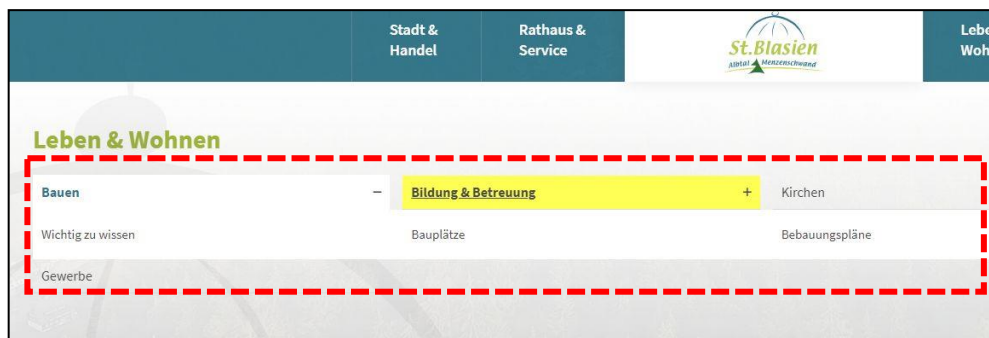 Stadt &
Handel
Rathaus &
Service
St.Blasien
Albtal Menzenschwand
Lebe
Woh
Leben & Wohnen
Bauen –
Bildung & Betreuung +
Kirchen
Wichtig zu wissen
Bauplätze
Bebauungspläne
Gewerbe